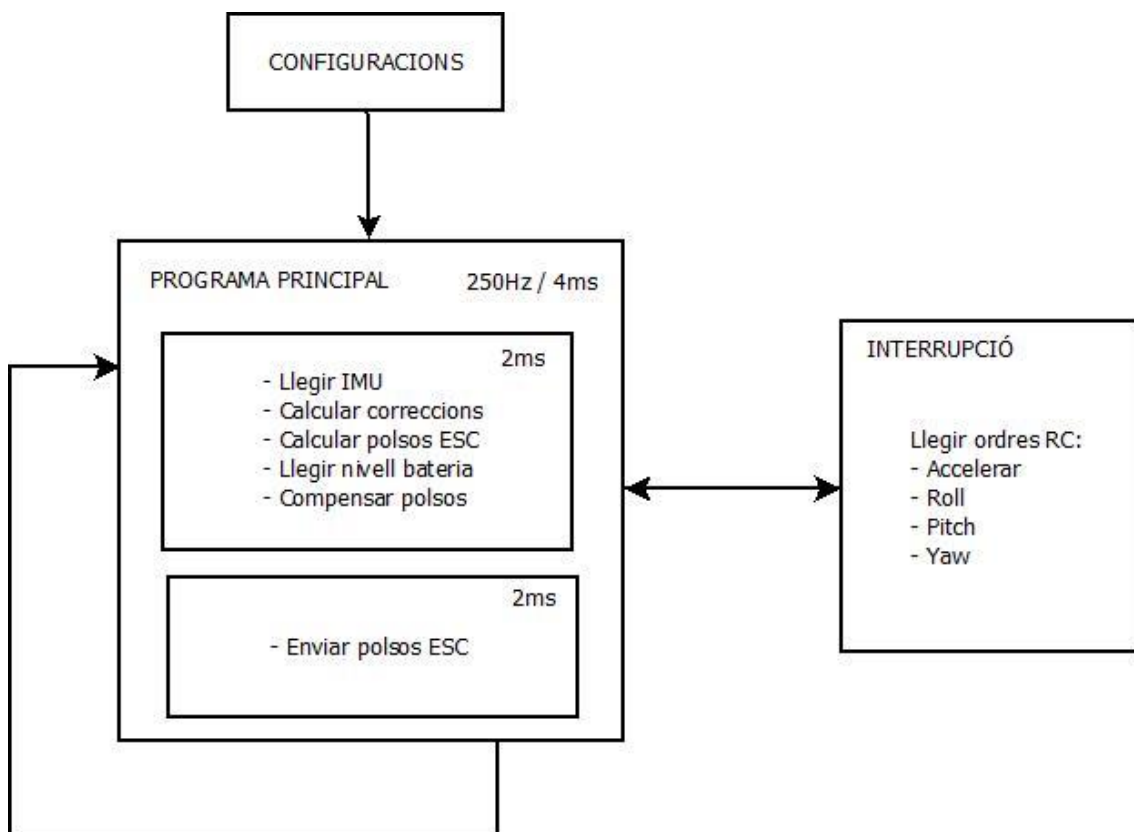 CONFIGURACIONS
PROGRAMA PRINCIPAL 250Hz / 4ms
2ms
- Llegir IMU
- Calcular correccions
- Calcular polsos ESC
- Llegir nivell bateria
- Compensar polsos
2ms
- Enviar polsos ESC
INTERRUPCIÓ
Llegir ordres RC:
- Accelerar
- Roll
- Pitch
- Yaw